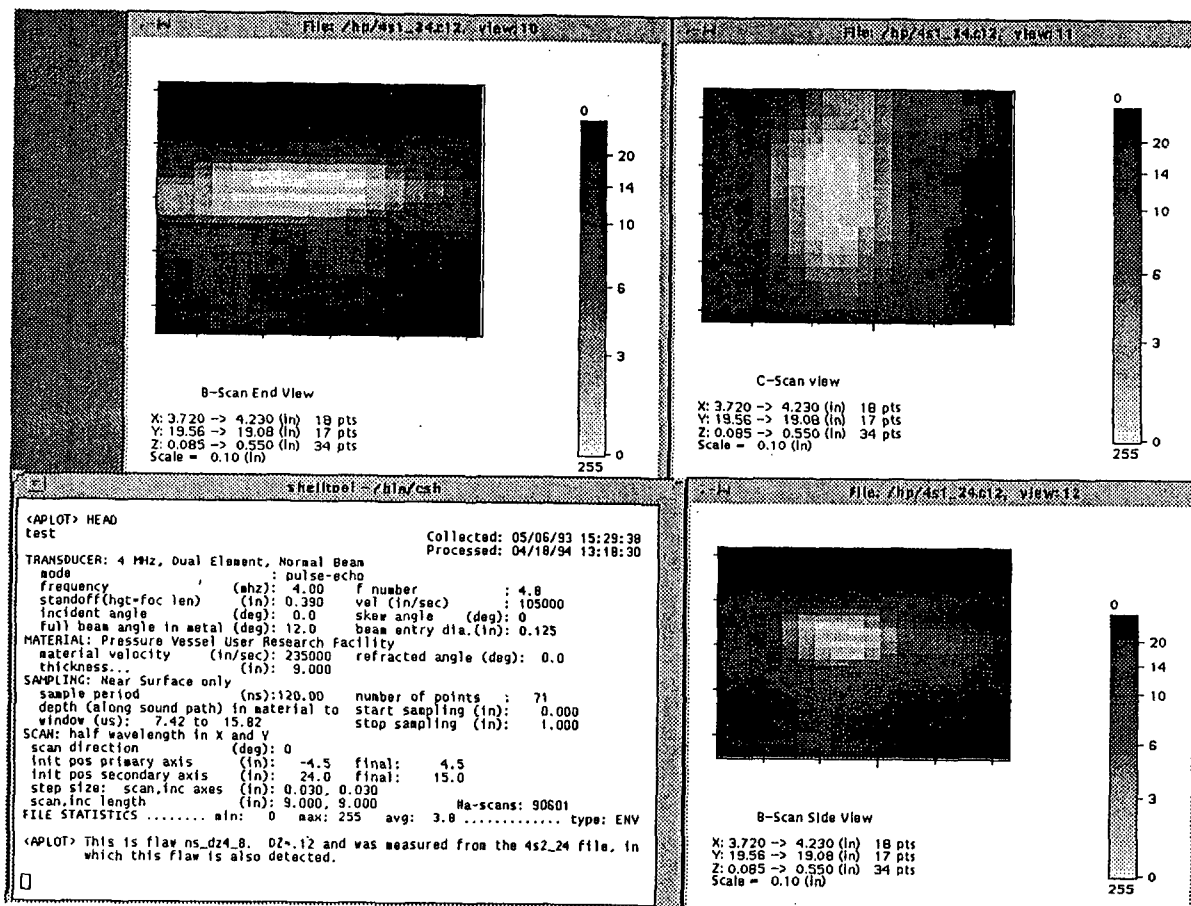 File: /hp/4s1_24.c12, view:10
0
20
14
10
6
3
0
255
B-Scan End View
X: 3.720 -> 4.230 (in) 18 pts
Y: 19.56 -> 19.08 (in) 17 pts
Z: 0.085 -> 0.550 (in) 34 pts
Scale = 0.10 (in)
File: /hp/4s1_24.c12, view:11
0
20
14
10
6
3
0
255
C-Scan view
X: 3.720 -> 4.230 (in) 18 pts
Y: 19.56 -> 19.08 (in) 17 pts
Z: 0.085 -> 0.550 (in) 34 pts
Scale = 0.10 (in)
shelltool - /bin/csh
<APLOT> HEAD
test
Collected: 05/06/93 15:29:38
Processed: 04/18/94 13:18:30
TRANSDUCER: 4 MHz, Dual Element, Normal Beam
mode : pulse-echo
frequency (mhz): 4.00 f number : 4.8
standoff(hgt-foc len) (in): 0.390 vel (in/sec) : 105000
incident angle (deg): 0.0 skew angle (deg): 0
full beam angle in metal (deg): 12.0 beam entry dia.(in): 0.125
MATERIAL: Pressure Vessel User Research Facility
material velocity (in/sec): 235000 refracted angle (deg): 0.0
thickness... (in): 9.000
SAMPLING: Near Surface only
sample period (ns):120.00 number of points : 71
depth (along sound path) in material to start sampling (in): 0.000
window (us): 7.42 to 15.82 stop sampling (in): 1.000
SCAN: half wavelength in X and Y
scan direction (deg): 0
init pos primary axis (in): -4.5 final: 4.5
init pos secondary axis (in): 24.0 final: 15.0
step size: scan,inc axes (in): 0.030, 0.030
scan,inc length (in): 9.000, 9.000 #a-scans: 90601
FILE STATISTICS ........ min: 0 max: 255 avg: 3.8 ............. type: ENV
<APLOT> This is flaw ns_dz4_8. DZ=.12 and was measured from the 4s2_24 file, in
which this flaw is also detected.
File: /hp/4s1_24.c12, view:12
0
20
14
10
6
3
0
255
B-Scan Side View
X: 3.720 -> 4.230 (in) 18 pts
Y: 19.56 -> 19.08 (in) 17 pts
Z: 0.085 -> 0.550 (in) 34 pts
Scale = 0.10 (in)